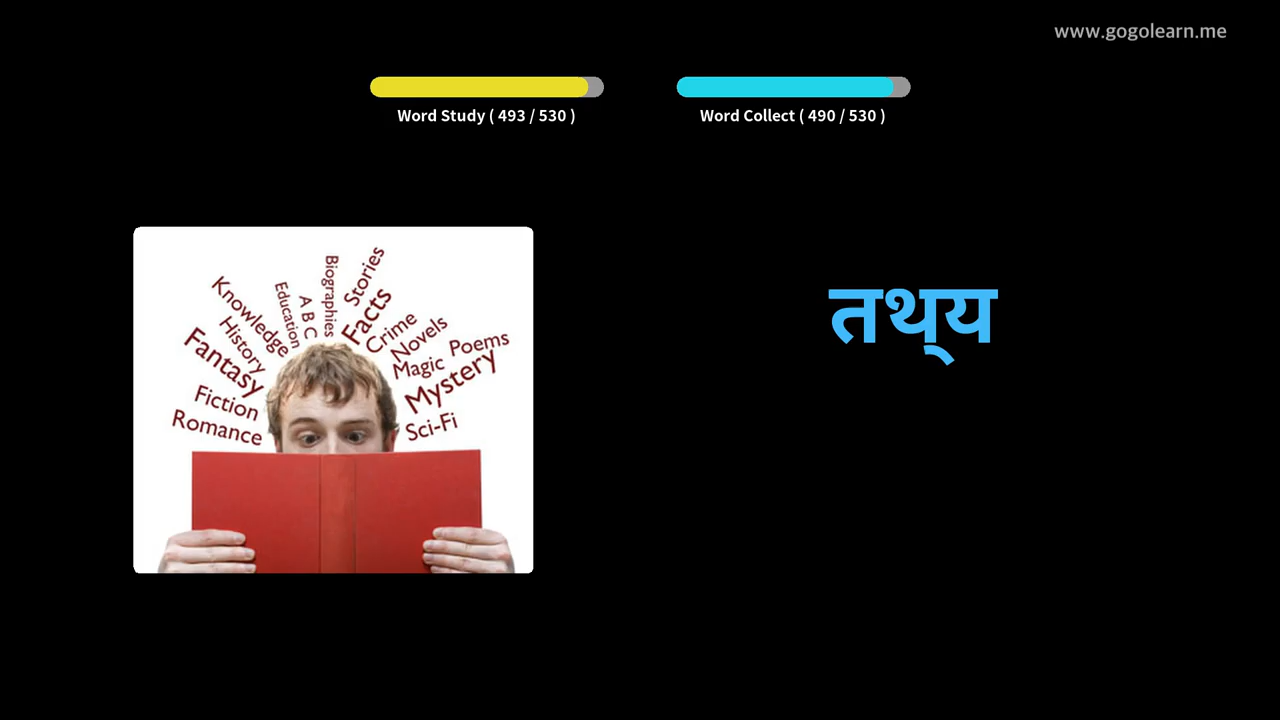 www.gogolearn.me
Word Study ( 493 / 530 )
Word Collect ( 490 / 530 )
तथ्‌य
Biographies
Stories
Education
A B C
Facts
Knowledge
Crime
History
Novels
Fantasy
Magic
Poems
Mystery
Fiction
Romance
Sci-Fi